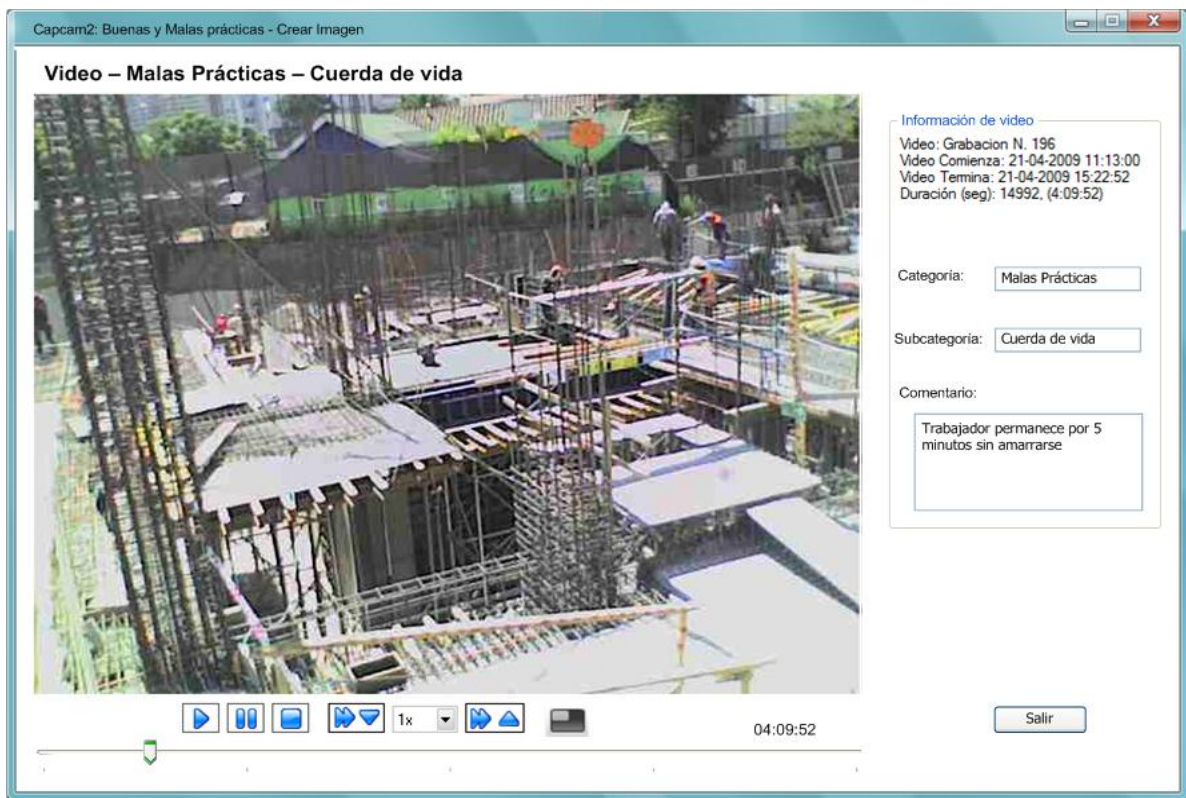 Capcam2: Buenas y Malas prácticas - Crear Imagen
Video – Malas Prácticas – Cuerda de vida
Información de video
Video: Grabacion N. 196
Video Comienza: 21-04-2009 11:13:00
Video Termina: 21-04-2009 15:22:52
Duración (seg): 14992, (4:09:52)
Categoría: Malas Prácticas
Subcategoría: Cuerda de vida
Comentario:
Trabajador permanece por 5
minutos sin amarrarse
1x
04:09:52
Salir